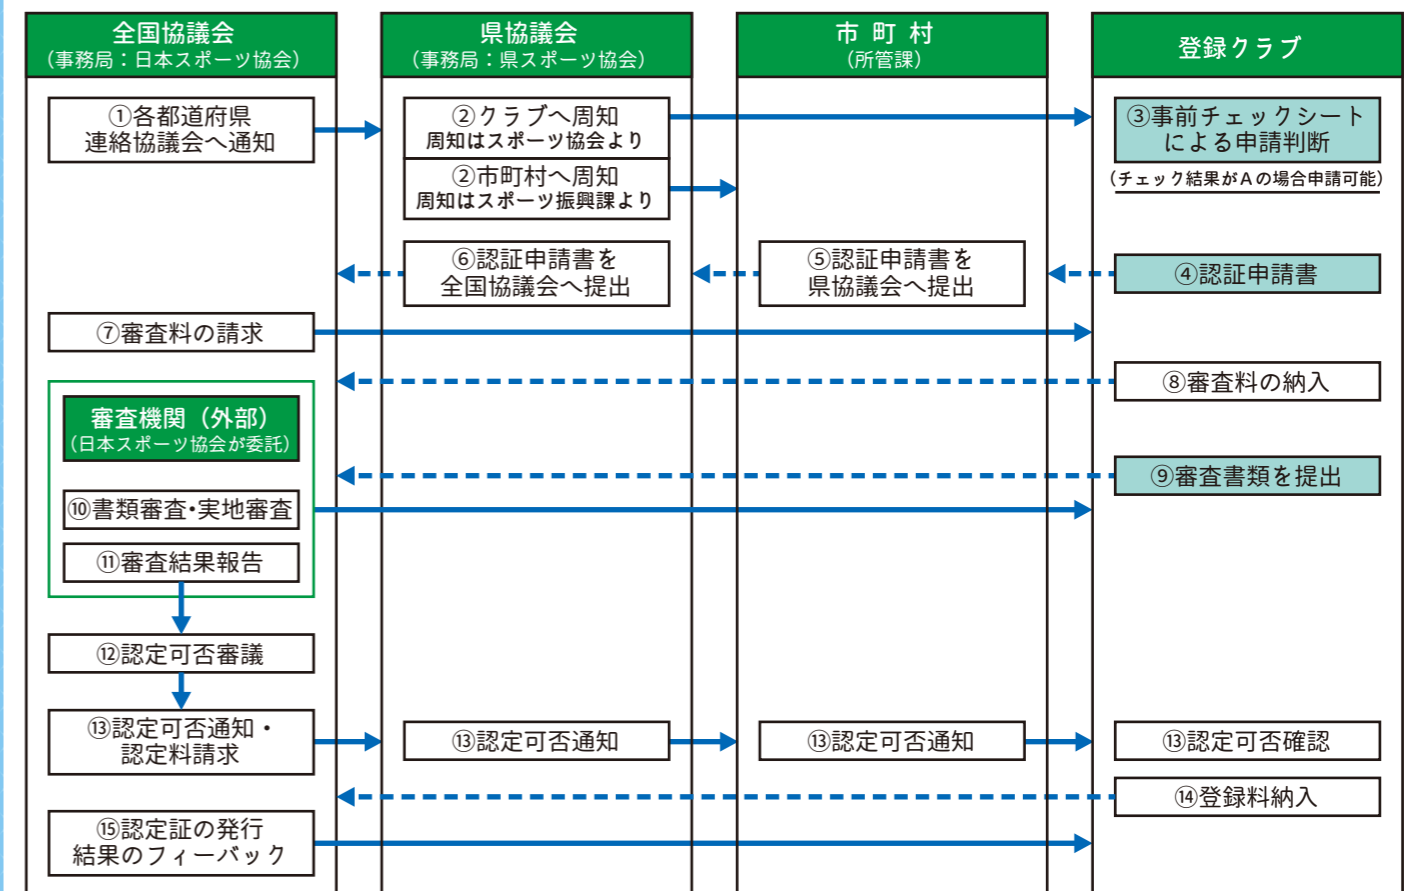 全国協議会
（事務局：日本スポーツ協会）
県協議会
（事務局：県スポーツ協会）
市 町 村
（所管課）
登録クラブ
①各都道府県
連絡協議会へ通知
②クラブへ周知
周知はスポーツ協会より
②市町村へ周知
周知はスポーツ振興課より
③事前チェックシート
による申請判断
（チェック結果がAの場合申請可能）
⑥認証申請書を
全国協議会へ提出
⑤認証申請書を
県協議会へ提出
④認証申請書
⑦審査料の請求
⑧審査料の納入
審査機関（外部）
（日本スポーツ協会が委託）
⑨審査書類を提出
⑩書類審査・実地審査
⑪審査結果報告
⑫認定可否審議
⑬認定可否通知・
認定料請求
⑬認定可否通知
⑬認定可否通知
⑬認定可否確認
⑭登録料納入
⑮認定証の発行
結果のフィーバック